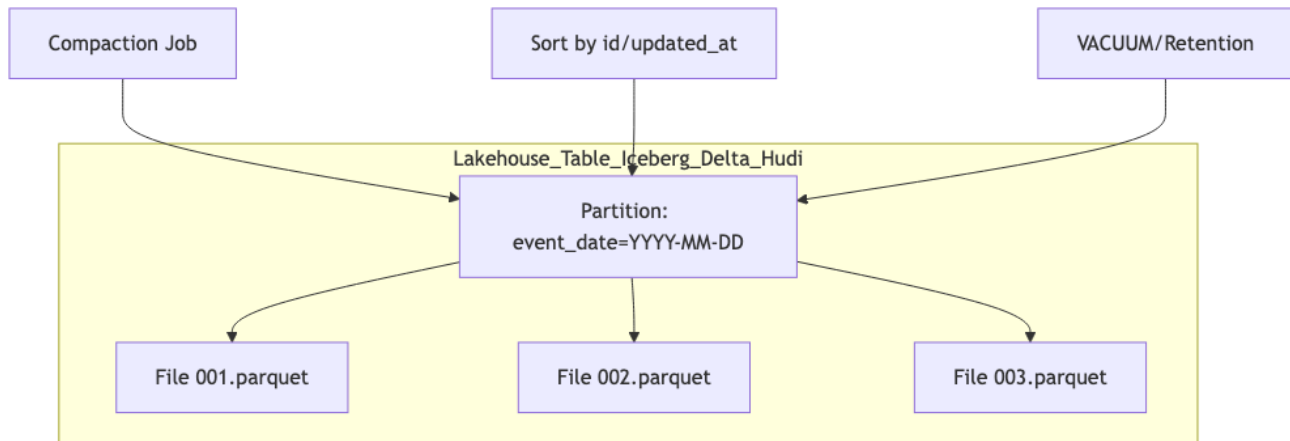 Compaction Job
Sort by id/updated_at
VACUUM/Retention
Lakehouse_Table_Iceberg_Delta_Hudi
Partition:
event_date=YYYY-MM-DD
File 001.parquet
File 002.parquet
File 003.parquet